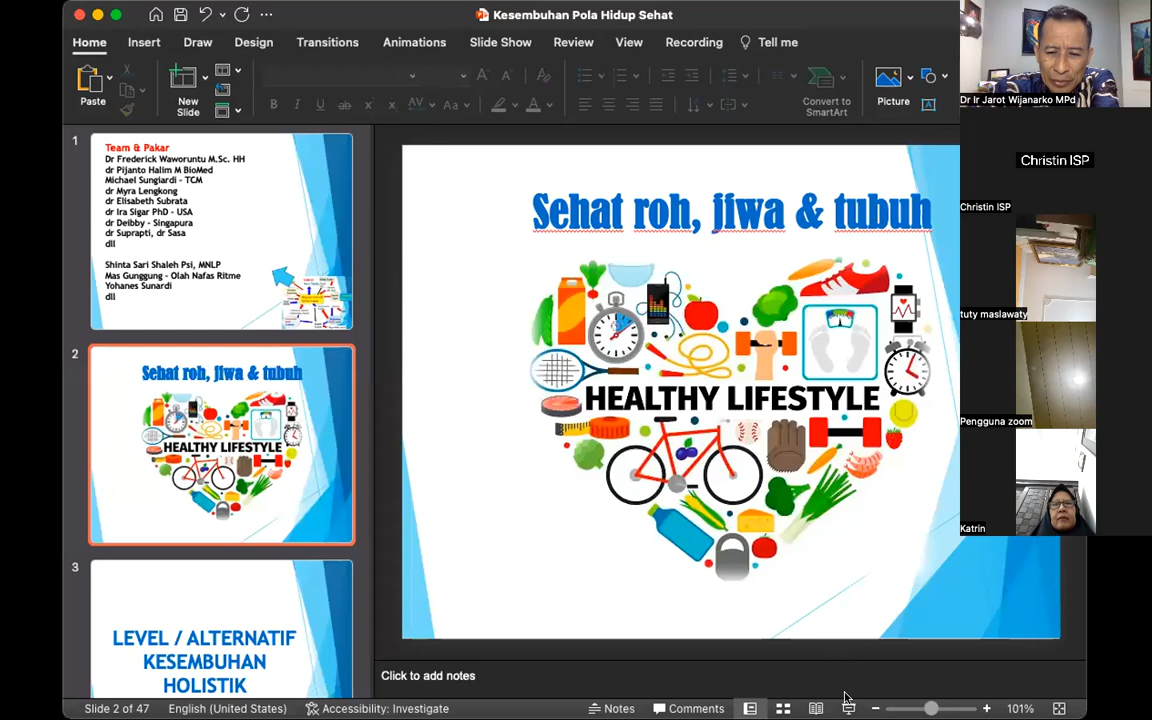 Kesembuhan Pola Hidup Sehat
Home Insert Draw Design Transitions Animations Slide Show Review View Recording Tell me
Paste
New
Slide
B I U ab x x AV Aa A
Convert to
SmartArt
Picture
1
Team & Pakar
Dr Frederick Waworuntu M.Sc. HH
dr Pijanto Halim M BioMed
Michael Sungiardi - TCM
dr Myra Lengkong
dr Elisabeth Subrata
dr Ira Sigar PhD - USA
dr Deibby - Singapura
dr Suprapti, dr Sasa
dll
Shinta Sari Shaleh Psi, MNLP
Mas Gunggung - Olah Nafas Ritme
Yohanes Sunardi
dll
2
Sehat roh, jiwa & tubuh
HEALTHY LIFESTYLE
3
LEVEL / ALTERNATIF
KESEMBUHAN
HOLISTIK
Sehat roh, jiwa & tubuh
HEALTHY LIFESTYLE
Click to add notes
Slide 2 of 47 English (United States) Accessibility: Investigate Notes Comments 101%
Dr Ir Jarot Wijanarko MPd
Christin ISP
Christin ISP
tuty maslawaty
Pengguna zoom
Katrin